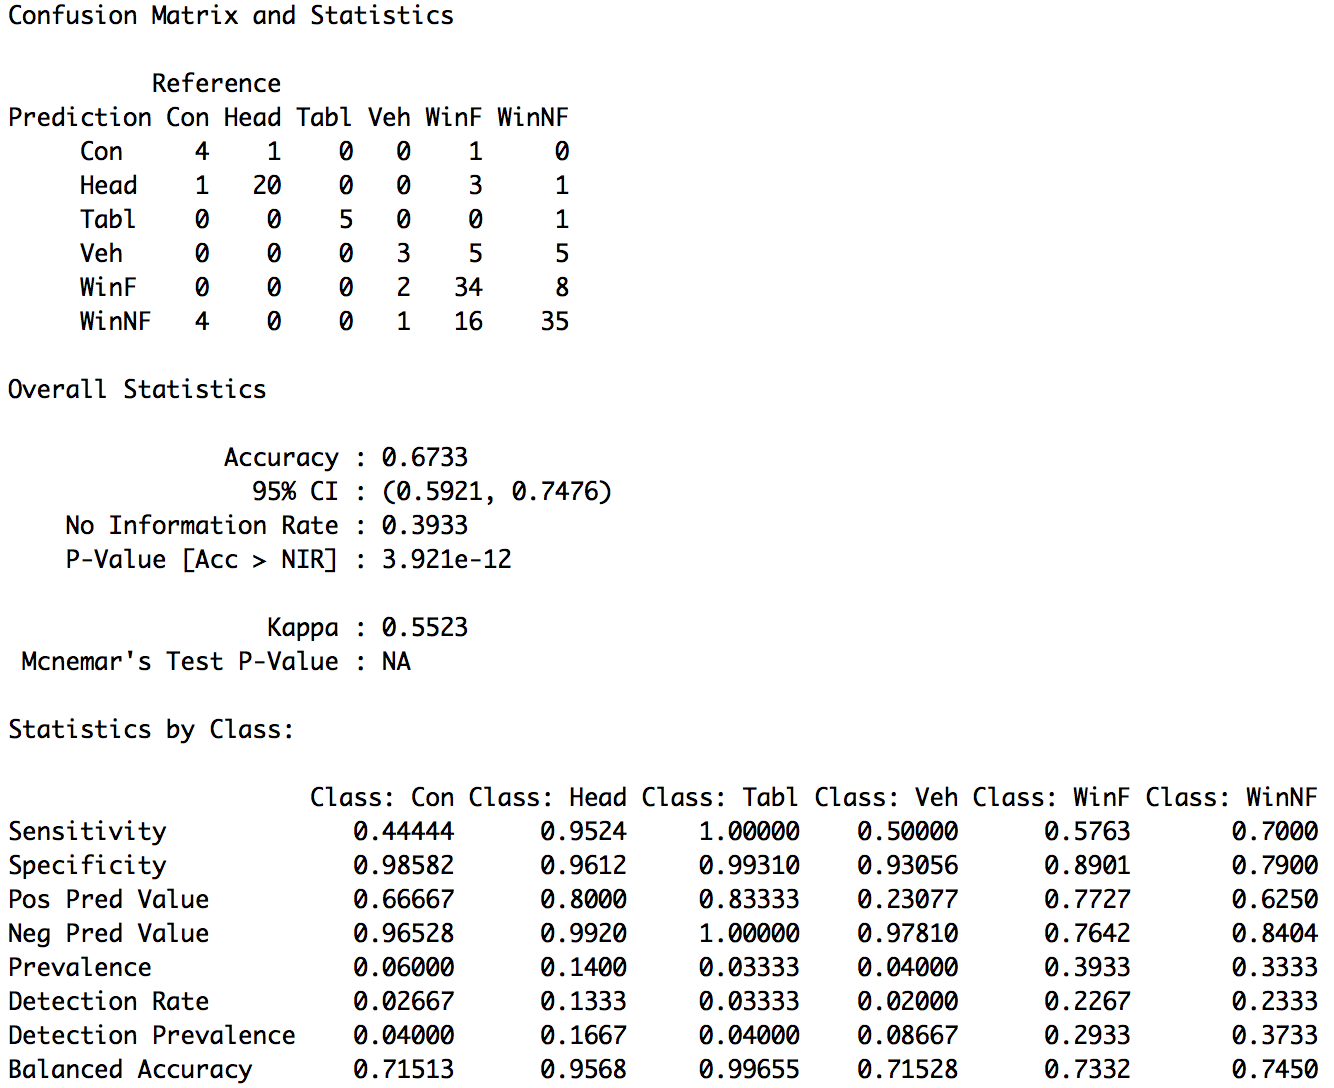 Confusion Matrix and Statistics
          Reference
Prediction Con Head Tabl Veh WinF WinNF
     Con     4    1    0   0    1     0
     Head    1   20    0   0    3     1
     Tabl    0    0    5   0    0     1
     Veh     0    0    0   3    5     5
     WinF    0    0    0   2   34     8
     WinNF   4    0    0   1   16    35
Overall Statistics
               Accuracy : 0.6733
                 95% CI : (0.5921, 0.7476)
    No Information Rate : 0.3933
    P-Value [Acc > NIR] : 3.921e-12
                  Kappa : 0.5523
 Mcnemar's Test P-Value : NA
Statistics by Class:
                     Class: Con Class: Head Class: Tabl Class: Veh Class: WinF Class: WinNF
Sensitivity             0.44444      0.9524     1.00000    0.50000      0.5763       0.7000
Specificity             0.98582      0.9612     0.99310    0.93056      0.8901       0.7900
Pos Pred Value          0.66667      0.8000     0.83333    0.23077      0.7727       0.6250
Neg Pred Value          0.96528      0.9920     1.00000    0.97810      0.7642       0.8404
Prevalence              0.06000      0.1400     0.03333    0.04000      0.3933       0.3333
Detection Rate          0.02667      0.1333     0.03333    0.02000      0.2267       0.2333
Detection Prevalence    0.04000      0.1667     0.04000    0.08667      0.2933       0.3733
Balanced Accuracy       0.71513      0.9568     0.99655    0.71528      0.7332       0.7450